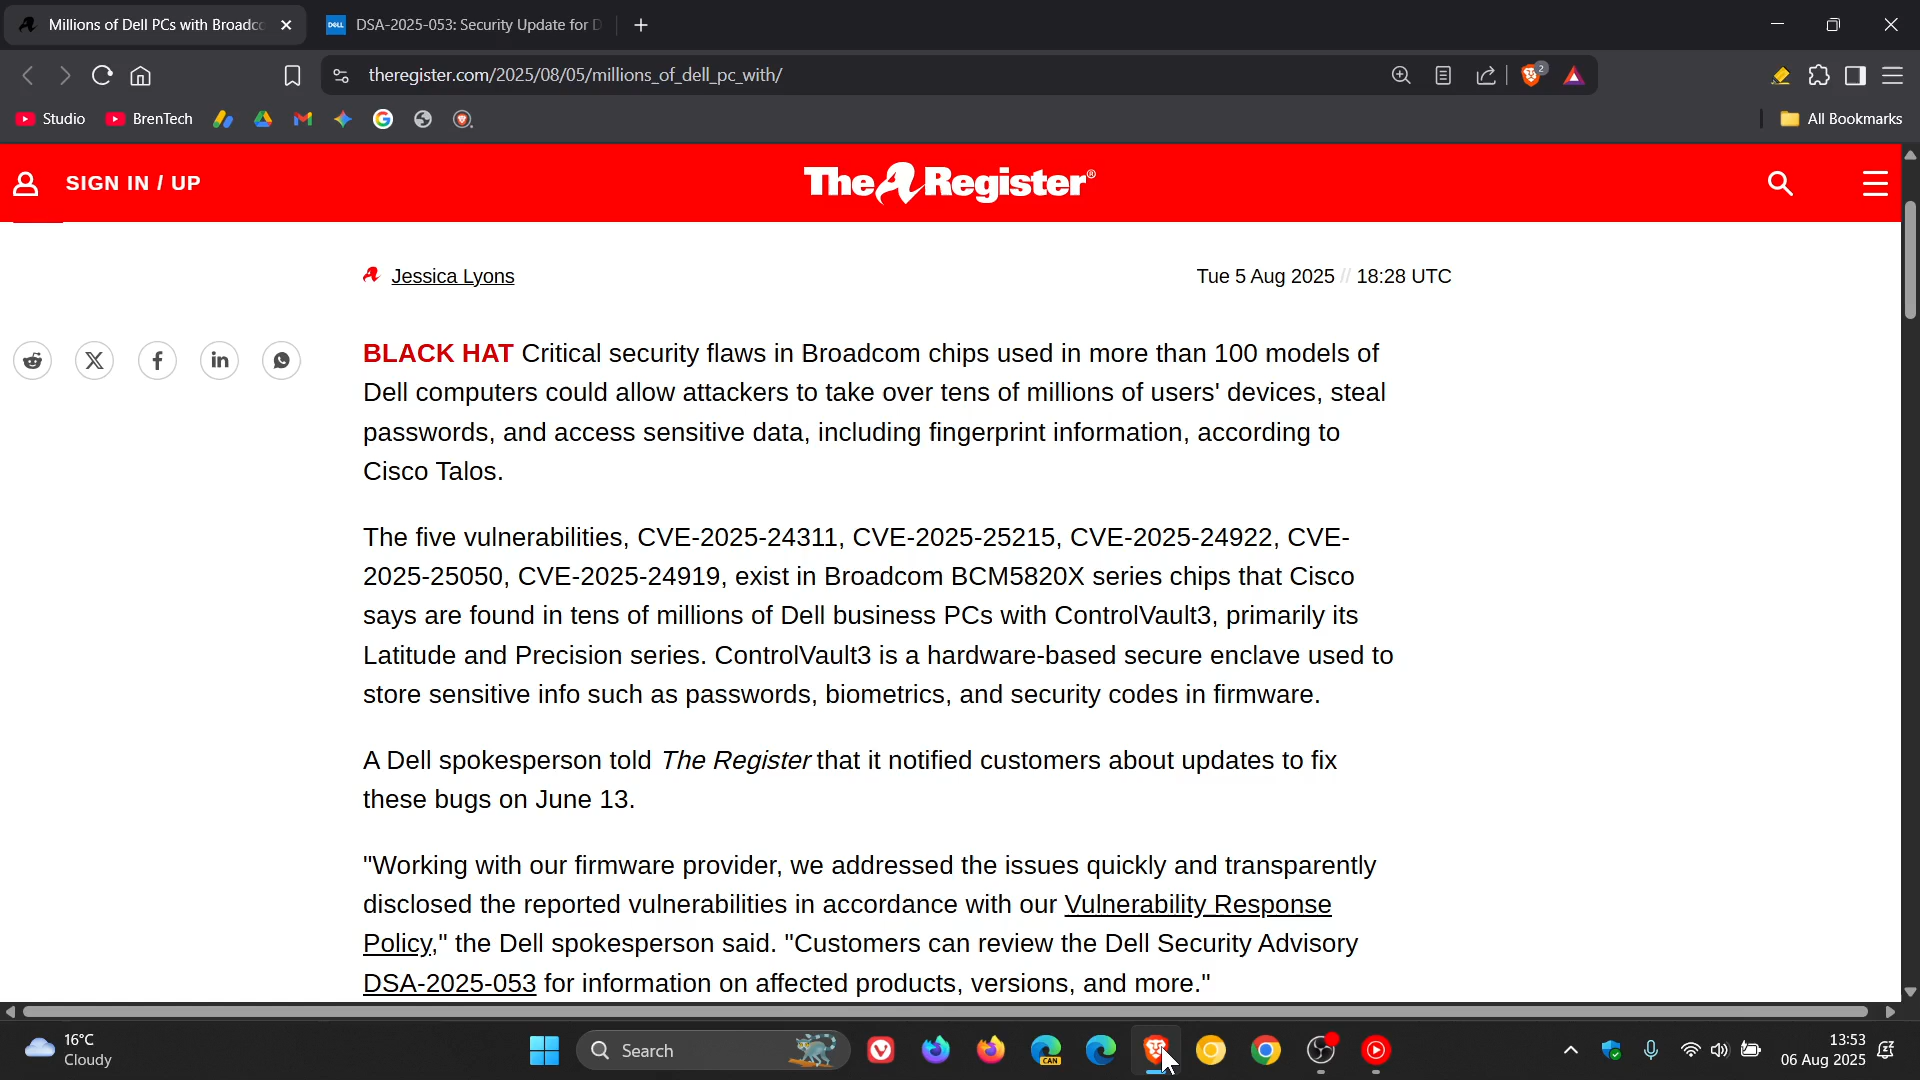 Millions of Dell PCs with Broadco
DSA-2025-053: Security Update for D
theregister.com/2025/08/05/millions_of_dell_pc_with/
2
Studio
BrenTech
All Bookmarks
SIGN IN / UP
The Register®
Jessica Lyons
Tue 5 Aug 2025 // 18:28 UTC
BLACK HAT Critical security flaws in Broadcom chips used in more than 100 models of
Dell computers could allow attackers to take over tens of millions of users' devices, steal
passwords, and access sensitive data, including fingerprint information, according to
Cisco Talos.
The five vulnerabilities, CVE-2025-24311, CVE-2025-25215, CVE-2025-24922, CVE-
2025-25050, CVE-2025-24919, exist in Broadcom BCM5820X series chips that Cisco
says are found in tens of millions of Dell business PCs with ControlVault3, primarily its
Latitude and Precision series. ControlVault3 is a hardware-based secure enclave used to
store sensitive info such as passwords, biometrics, and security codes in firmware.
A Dell spokesperson told The Register that it notified customers about updates to fix
these bugs on June 13.
"Working with our firmware provider, we addressed the issues quickly and transparently
disclosed the reported vulnerabilities in accordance with our Vulnerability Response
Policy," the Dell spokesperson said. "Customers can review the Dell Security Advisory
DSA-2025-053 for information on affected products, versions, and more."
16°C
Cloudy
Search
CAN
13:53
06 Aug 2025